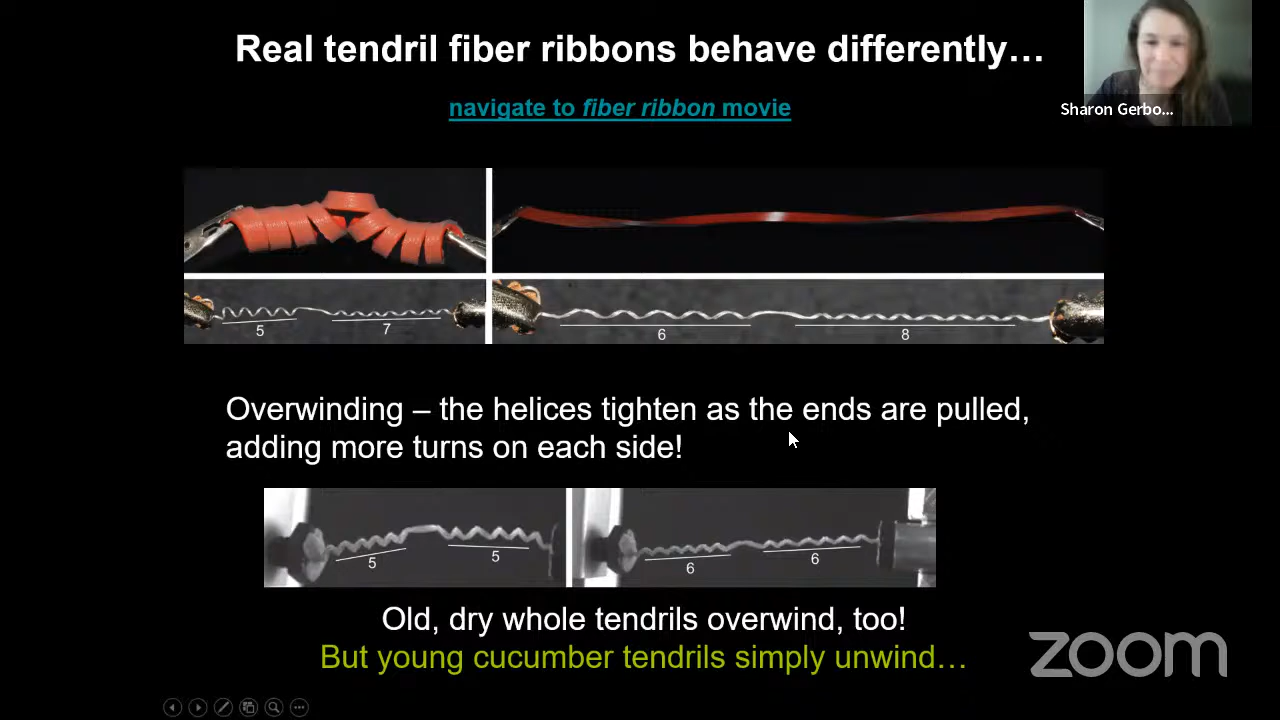 Real tendril fiber ribbons behave differently…
navigate to fiber ribbon movie
Sharon Gerbo...
5 7 6 8
Overwinding – the helices tighten as the ends are pulled,
adding more turns on each side!
5 5 6 6
Old, dry whole tendrils overwind, too!
But young cucumber tendrils simply unwind…
zoom